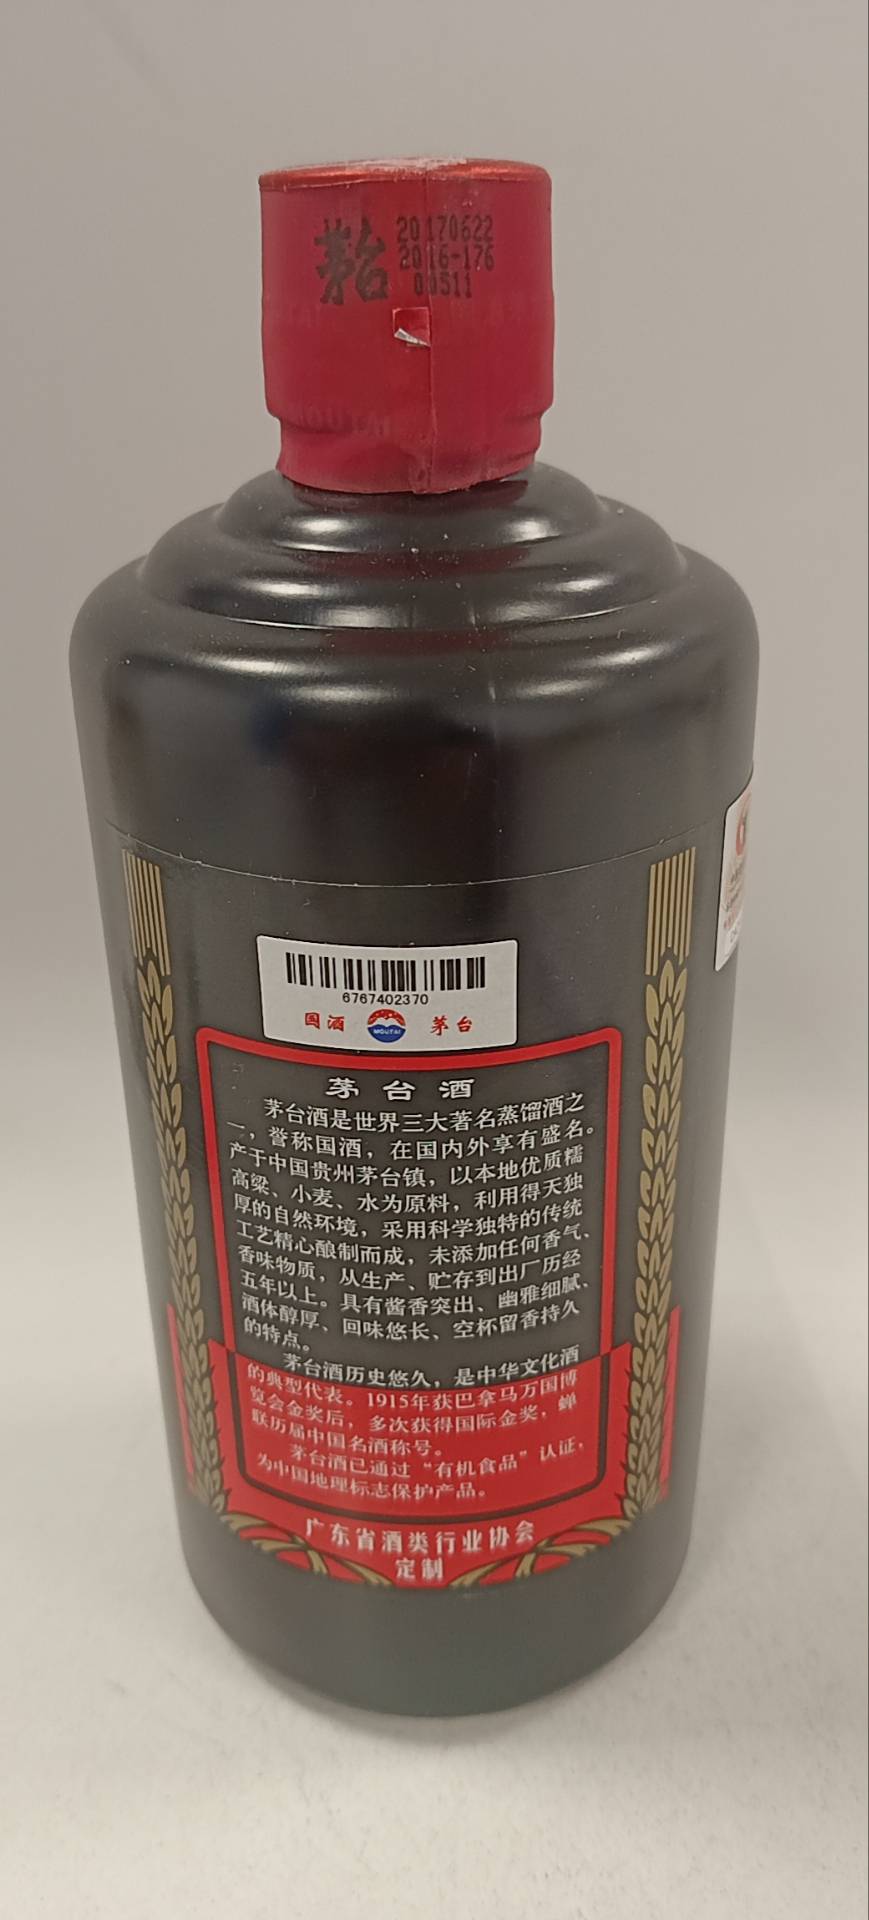 茅台
20170622
2016-176
00511
MOUTAI
6767402370
国酒 MOUTAI 茅台
茅台酒
茅台酒是世界三大著名蒸馏酒之
一，誉称国酒，在国内外享有盛名。
产于中国贵州茅台镇，以本地优质糯
高粱、小麦、水为原料，利用得天独
厚的自然环境，采用科学独特的传统
工艺精心酿制而成，未添加任何香气、
香味物质，从生产、贮存到出厂历经
五年以上。具有酱香突出、幽雅细腻、
酒体醇厚、回味悠长、空杯留香持久
的特点。
茅台酒历史悠久，是中华文化酒
的典型代表。1915年获巴拿马万国博
览会金奖后，多次获得国际金奖，蝉
联历届中国名酒称号。
茅台酒已通过“有机食品”认证，
为中国地理标志保护产品。
广东省酒类行业协会
定制